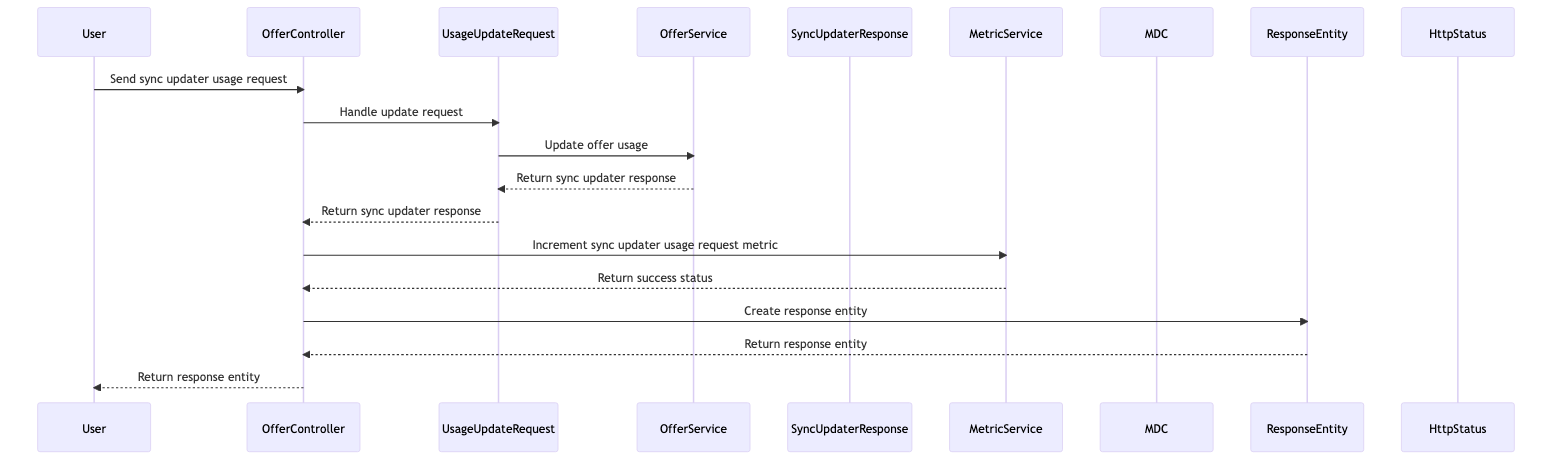 User
OfferController
UsageUpdateRequest
OfferService
SyncUpdaterResponse
MetricService
MDC
ResponseEntity
HttpStatus
Send sync updater usage request
Handle update request
Update offer usage
Return sync updater response
Return sync updater response
Increment sync updater usage request metric
Return success status
Create response entity
Return response entity
Return response entity
User
OfferController
UsageUpdateRequest
OfferService
SyncUpdaterResponse
MetricService
MDC
ResponseEntity
HttpStatus